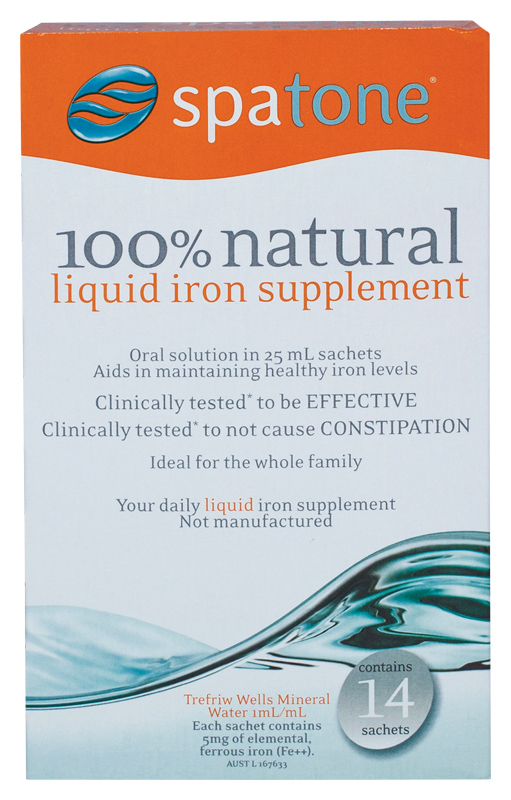 spatone®
100% natural
liquid iron supplement
Oral solution in 25 mL sachets
Aids in maintaining healthy iron levels
Clinically tested* to be EFFECTIVE
Clinically tested* to not cause CONSTIPATION
Ideal for the whole family
Your daily liquid iron supplement
Not manufactured
contains
14
sachets
Trefriw Wells Mineral
Water 1mL/mL
Each sachet contains
5mg of elemental,
ferrous iron (Fe++).
AUST L 167633